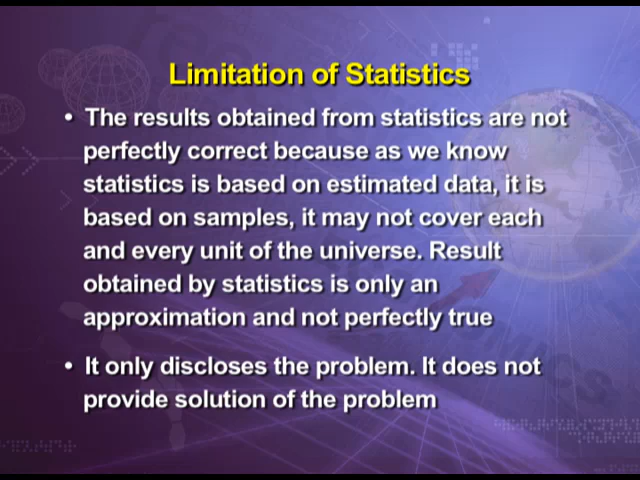 Limitation of Statistics
• The results obtained from statistics are not
perfectly correct because as we know
statistics is based on estimated data, it is
based on samples, it may not cover each
and every unit of the universe. Result
obtained by statistics is only an
approximation and not perfectly true
• It only discloses the problem. It does not
provide solution of the problem